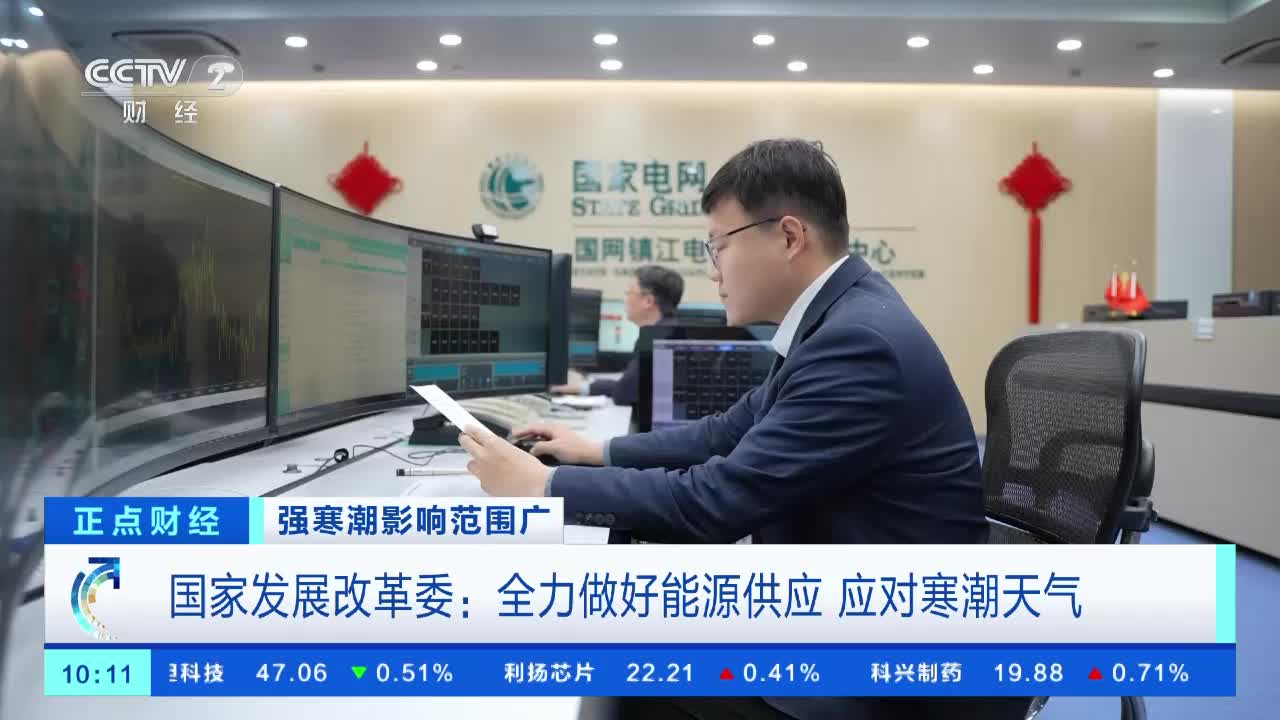 CCTV 2
财 经
国家电网
国网镇江电
中心
CENTER
正点财经
强寒潮影响范围广
国家发展改革委：全力做好能源供应 应对寒潮天气
10:11
科技 47.06 ▼ 0.51% 利扬芯片 22.21 ▲ 0.41% 科兴制药 19.88 ▲ 0.71%